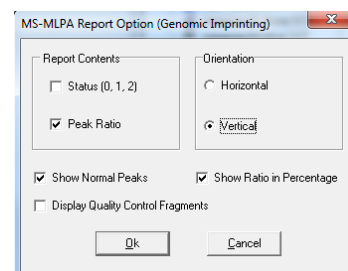 MS-MLPA Report Option (Genomic Imprinting)
Report Contents
Status (0, 1, 2)
Peak Ratio
Orientation
Horizontal
Vertical
Show Normal Peaks
Show Ratio in Percentage
Display Quality Control Fragments
Ok
Cancel